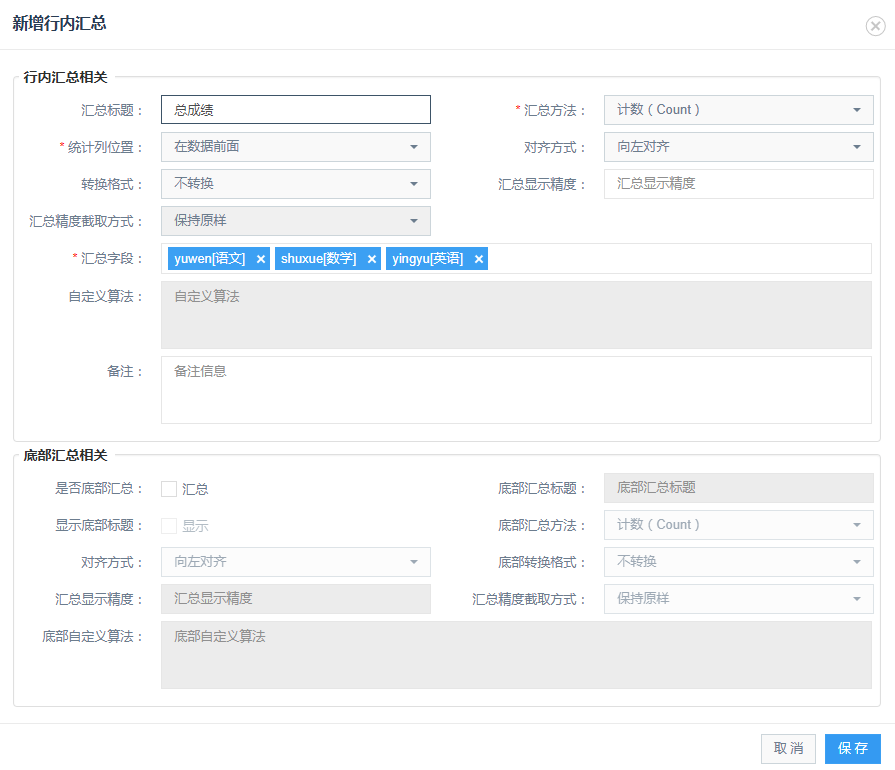 新增行内汇总
行内汇总相关
汇总标题： 总成绩 * 汇总方法： 计数（Count）
* 统计列位置： 在数据前面 对齐方式： 向左对齐
转换格式： 不转换 汇总显示精度： 汇总显示精度
汇总精度截取方式： 保持原样
* 汇总字段： yuwen[语文] × shuxue[数学] × yingyu[英语] ×
自定义算法： 自定义算法
备注： 备注信息
底部汇总相关
是否底部汇总： 汇总 底部汇总标题： 底部汇总标题
显示底部标题： 显示 底部汇总方法： 计数（Count）
对齐方式： 向左对齐 底部转换格式： 不转换
汇总显示精度： 汇总显示精度 汇总精度截取方式： 保持原样
底部自定义算法： 底部自定义算法
取消 保存